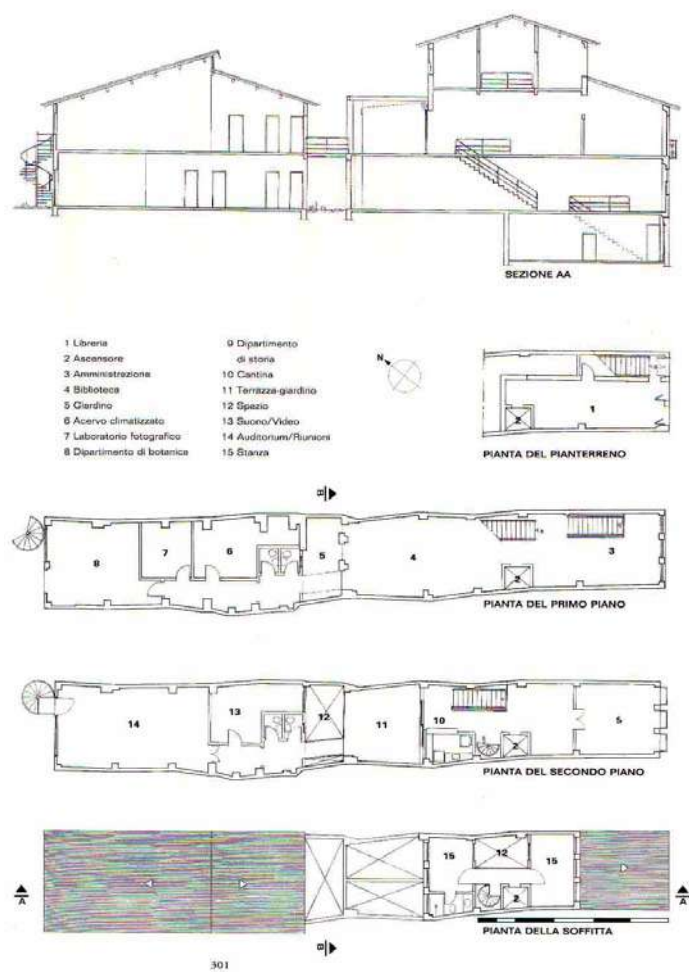 SEZIONE AA
1 Libreria
2 Ascensore
3 Amministrazione
4 Biblioteca
5 Giardino
6 Acervo climatizzato
7 Laboratorio fotografico
8 Dipartimento di botanica
9 Dipartimento
di storia
10 Cantina
11 Terrazza-giardino
12 Spazio
13 Suono/Video
14 Auditorium/Riunioni
15 Stanza
N
2
1
PIANTA DEL PIANTERRENO
B
8
7
6
5
4
2
3
PIANTA DEL PRIMO PIANO
14
13
12
11
10
2
5
PIANTA DEL SECONDO PIANO
A
15
12
15
2
A
PIANTA DELLA SOFFITTA
B
301